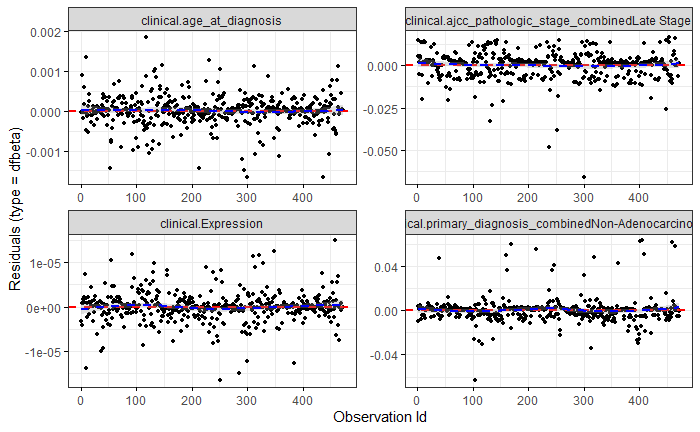 clinical.age_at_diagnosis
clinical.ajcc_pathologic_stage_combinedLate Stage
0.002
0.001
0.000
-0.001
0.000
-0.025
-0.050
0 100 200 300 400
0 100 200 300 400
clinical.Expression
cal.primary_diagnosis_combinedNon-Adenocarcino
1e-05
0e+00
-1e-05
0.04
0.00
-0.04
0 100 200 300 400
0 100 200 300 400
Residuals (type = dfbeta)
Observation Id